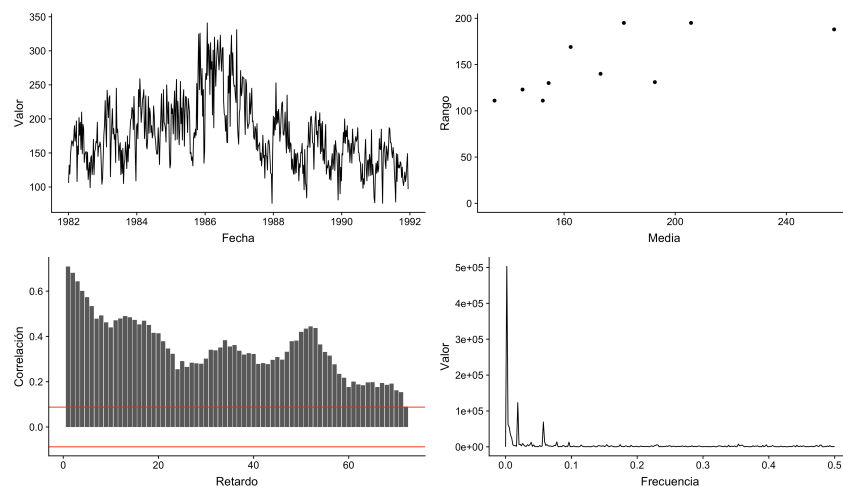 350
300
250
200
150
100
Valor
1982
1984
1986
1988
1990
1992
Fecha
200
150
100
50
0
Rango
160
200
240
Media
0.6
0.4
0.2
0.0
Correlación
0
20
40
60
Retardo
5e+05
4e+05
3e+05
2e+05
1e+05
0e+00
Valor
0.0
0.1
0.2
0.3
0.4
0.5
Frecuencia